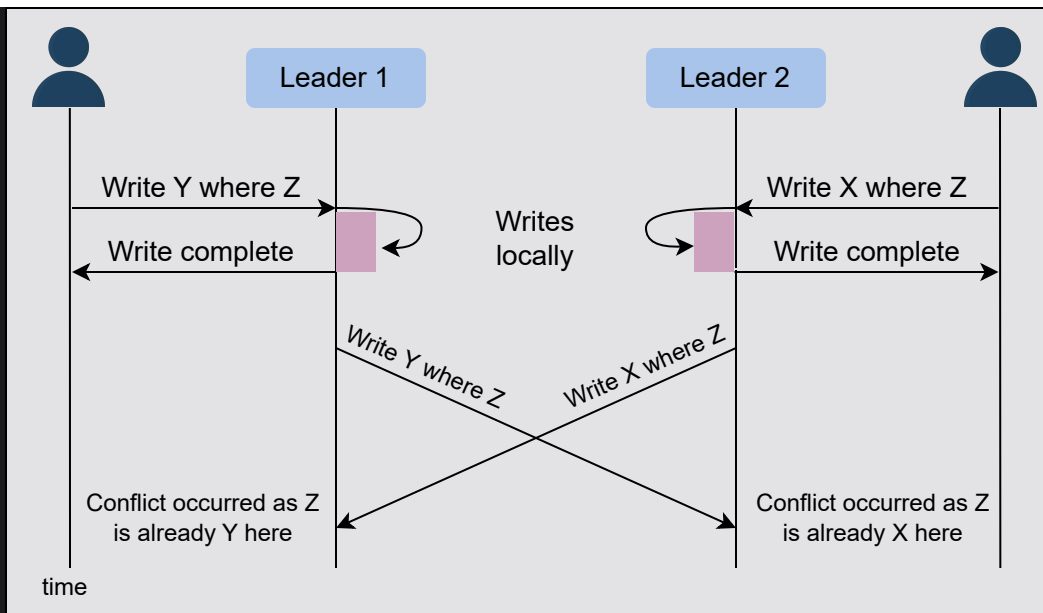 Leader 1
Leader 2
Write Y where Z
Write X where Z
Writes
locally
Write complete
Write complete
Write Y where Z
Write X where Z
Conflict occurred as Z
is already Y here
Conflict occurred as Z
is already X here
time